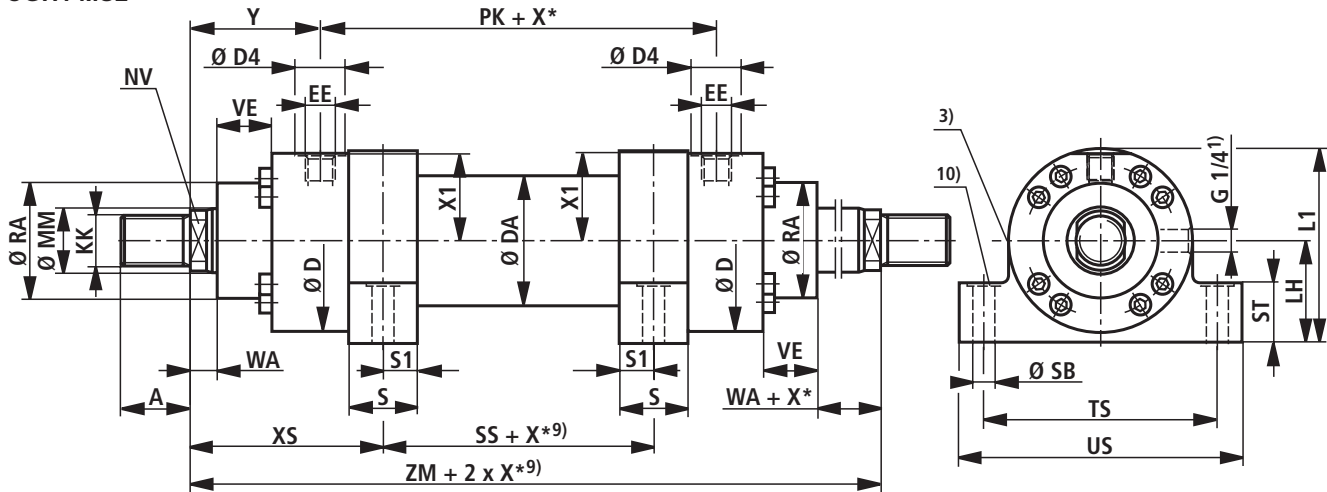 Y
PK + X*
Ø D4
Ø D4
NV
EE
EE
VE
3)
10)
G 1/4¹⁾
X1
X1
L1
Ø RA
Ø MM
KK
Ø DA
Ø RA
Ø D
Ø D
LH
ST
WA
S1
S1
VE
Ø SB
A
S
S
WA + X*
TS
XS
SS + X*⁹⁾
US
ZM + 2 x X*⁹⁾